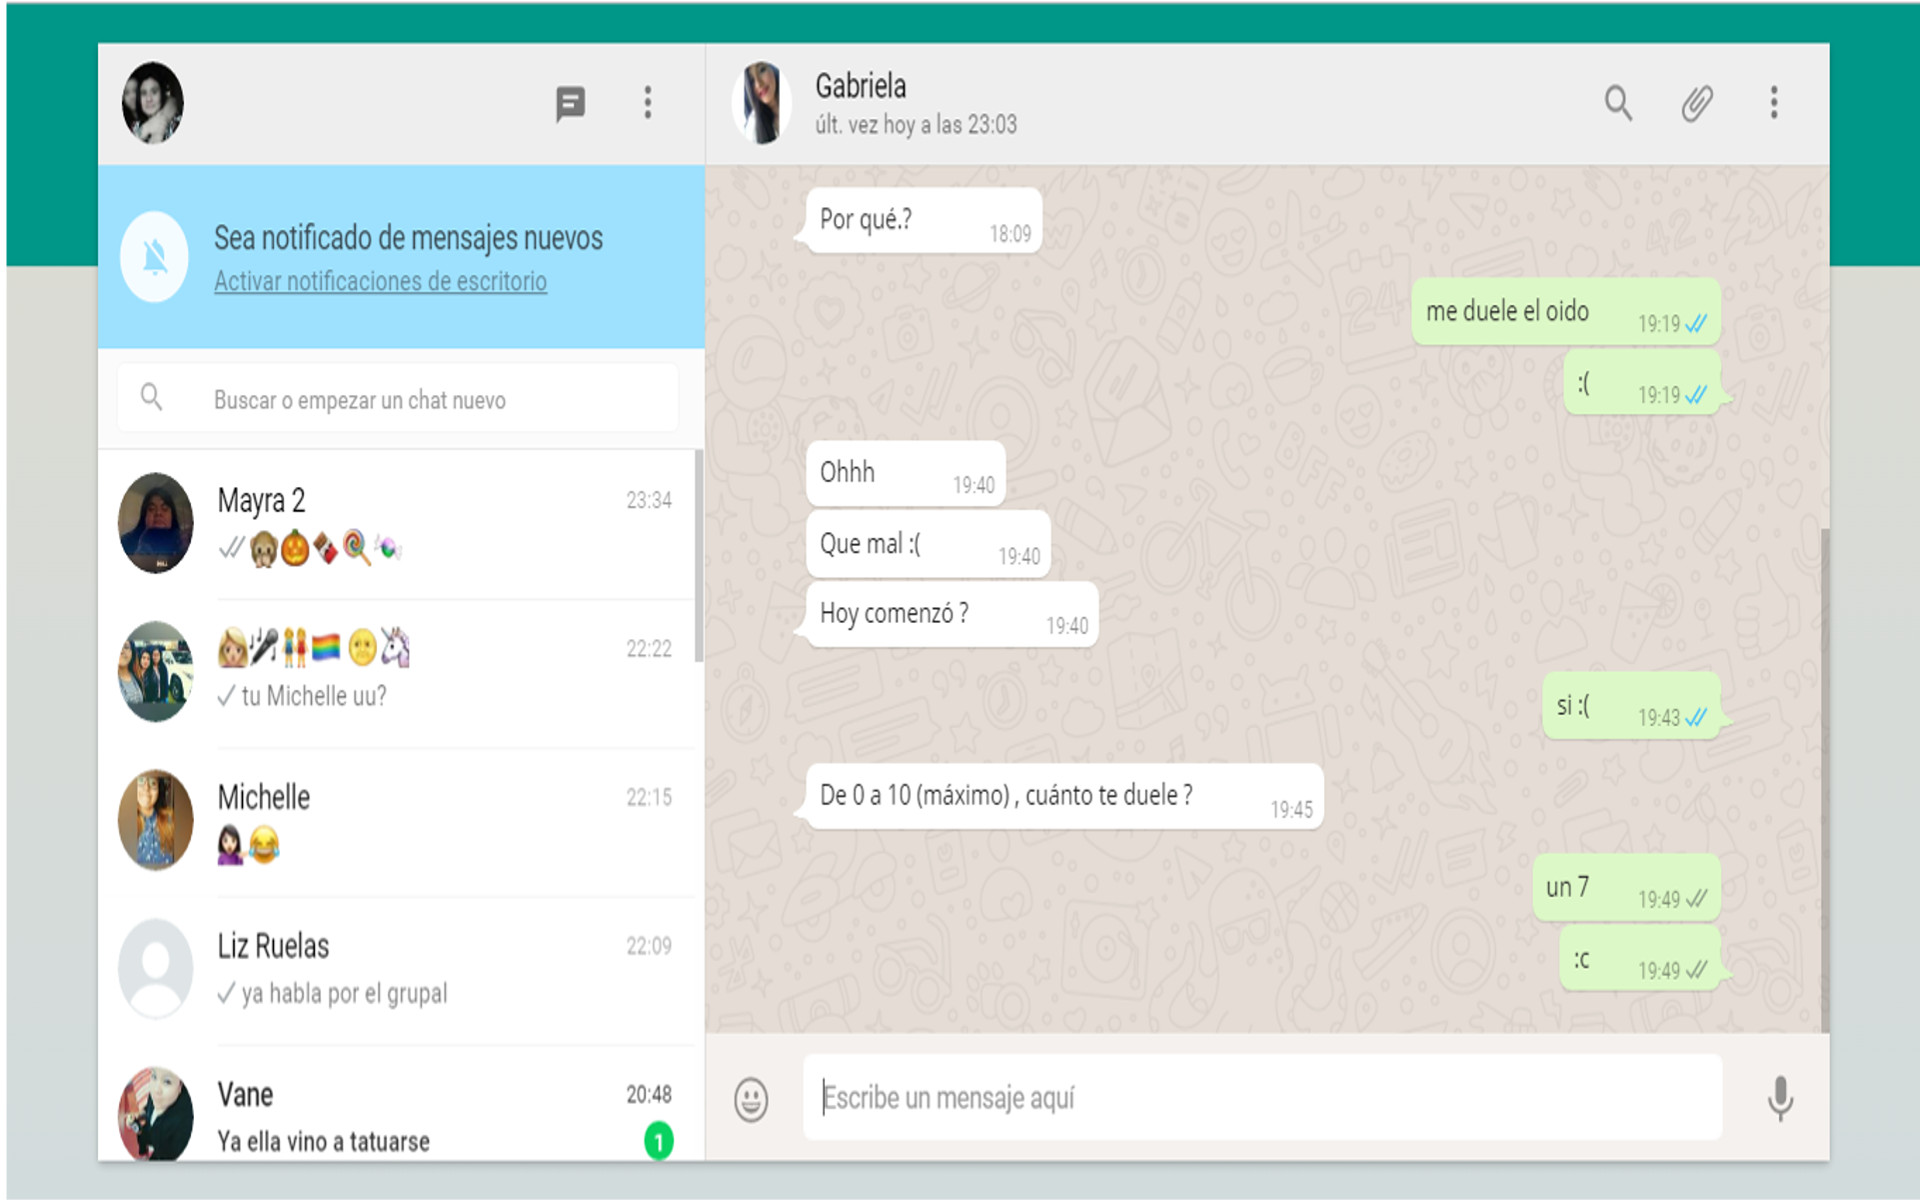 Gabriela
últ. vez hoy a las 23:03
Sea notificado de mensajes nuevos
Activar notificaciones de escritorio
Buscar o empezar un chat nuevo
Mayra 2 23:34
22:22
tu Michelle uu?
Michelle 22:15
Liz Ruelas 22:09
ya habla por el grupal
Vane 20:48
Ya ella vino a tatuarse 1
Por qué.? 18:09
me duele el oido 19:19
:( 19:19
Ohhh 19:40
Que mal :( 19:40
Hoy comenzó ? 19:40
si :( 19:43
De 0 a 10 (máximo) , cuánto te duele ? 19:45
un 7 19:49
:c 19:49
Escribe un mensaje aquí